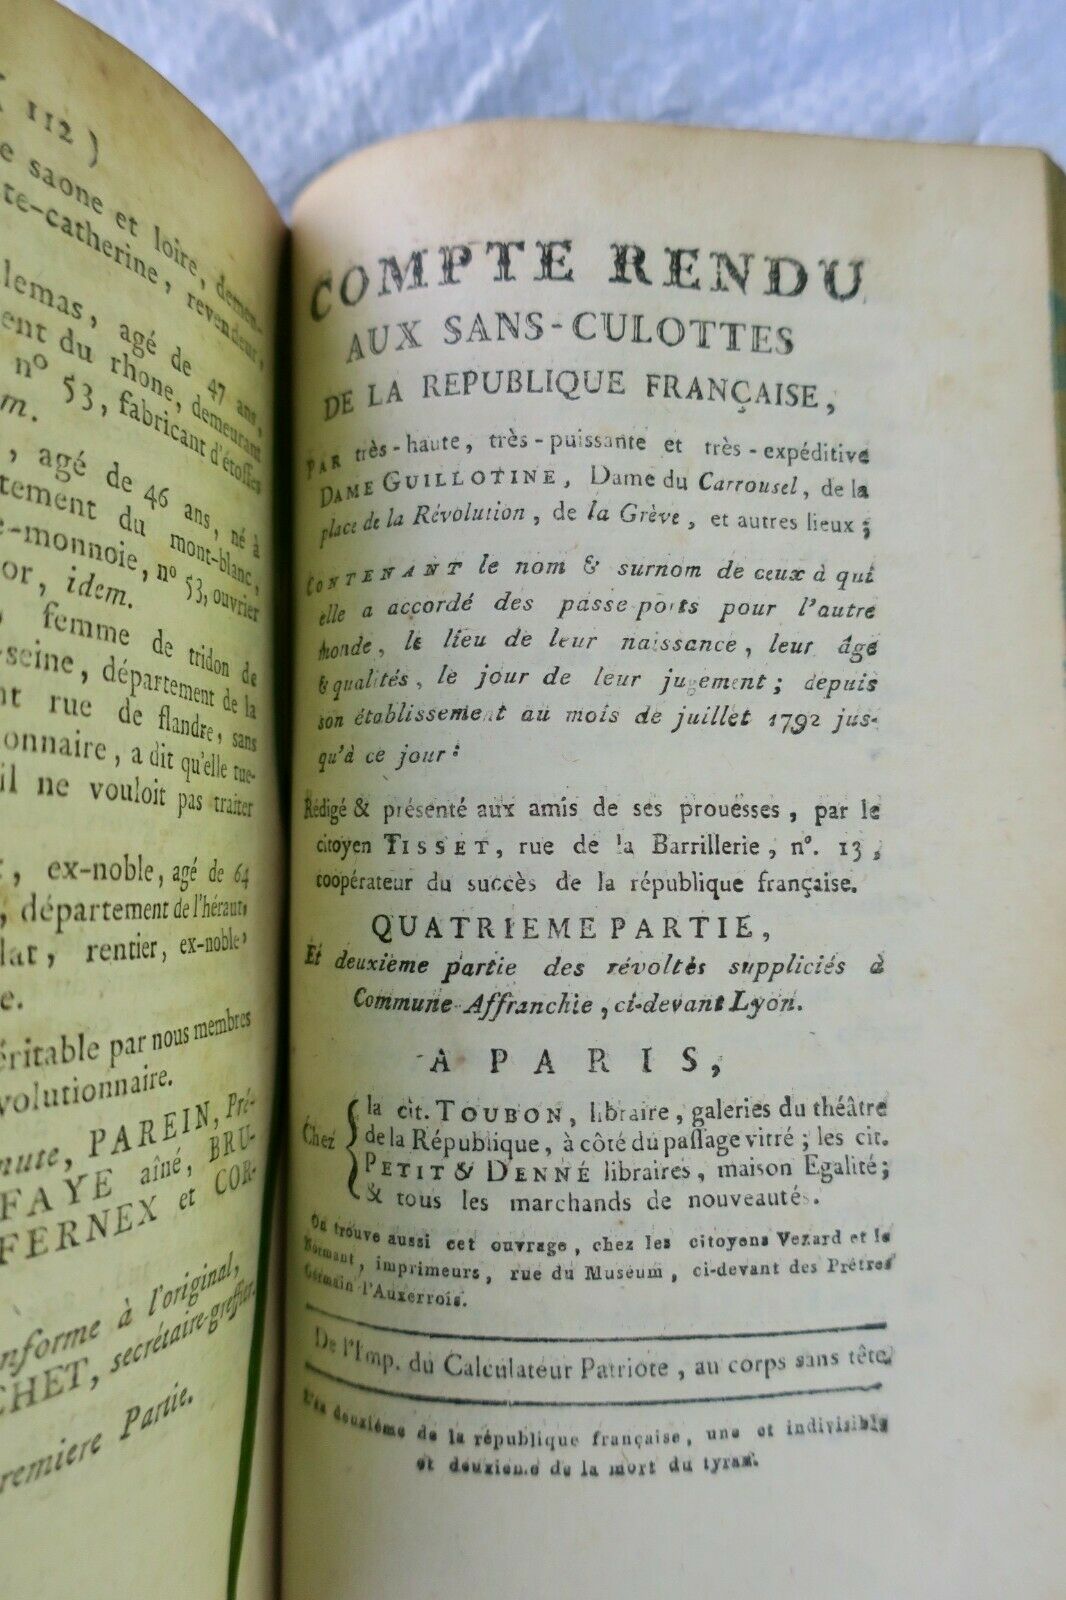 112 )
e saone et loire, demeu-
te-catherine, revendeur,
lemas, agé de 47 ans,
ent du rhone, demeurant
n° 53, fabricant d'étoffes
m.
, agé de 46 ans, né à
tement du mont-blanc,
e-monnoie, n° 53, ouvrier
or, idem.
femme de tridon de
-seine, département de la
nt rue de flandre, sans
onnaire, a dit qu'elle tue-
il ne vouloit pas traiter
, ex-noble, agé de 64
, département de l'héraut,
lat, rentier, ex-noble,
e.
éritable par nous membres
volutionnaire.
nute, PAREIN, Pré-
FAYE aîné, BRU-
FERNEX et COR-
nforme à l'original,
CHET, secrétaire-greffier.
remiere Partie.
COMPTE RENDU
AUX SANS-CULOTTES
DE LA REPUBLIQUE FRANÇAISE,
PAR très-haute, très-puissante et très-expéditive
DAME GUILLOTINE, Dame du Carrousel, de la
place de la Révolution, de la Grève, et autres lieux;
CONTENANT le nom & surnom de ceux à qui
elle a accordé des passe-ports pour l'autre
monde, le lieu de leur naissance, leur âge
& qualités, le jour de leur jugement; depuis
son établissement au mois de juillet 1792 jus-
qu'à ce jour:
Rédigé & présenté aux amis de ses prouesses, par le
citoyen TISSET, rue de la Barrillerie, n°. 13,
coopérateur du succès de la république française.
QUATRIEME PARTIE,
Et deuxième partie des révoltés suppliciés à
Commune-Affranchie, ci-devant Lyon.
A PARIS,
la cit. TOUBON, libraire, galeries du théâtre
Chez de la République, à côté du passage vitré; les cit.
PETIT & DENNÉ libraires, maison Egalité;
& tous les marchands de nouveautés.
On trouve aussi cet ouvrage, chez les citoyens Vezard et le
Normant, imprimeurs, rue du Muséum, ci-devant des Prêtres
Germain l'Auxerrois.
De l'Imp. du Calculateur Patriote, au corps sans tête.
L'an deuxième de la république française, une et indivisible
et deuxième de la mort du tyran.